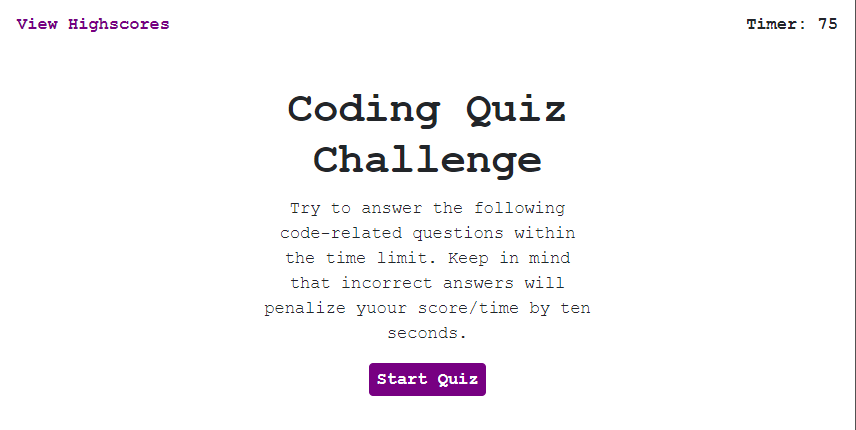 View Highscores
Timer: 75
Coding Quiz
Challenge
Try to answer the following
code-related questions within
the time limit. Keep in mind
that incorrect answers will
penalize yuour score/time by ten
seconds.
Start Quiz